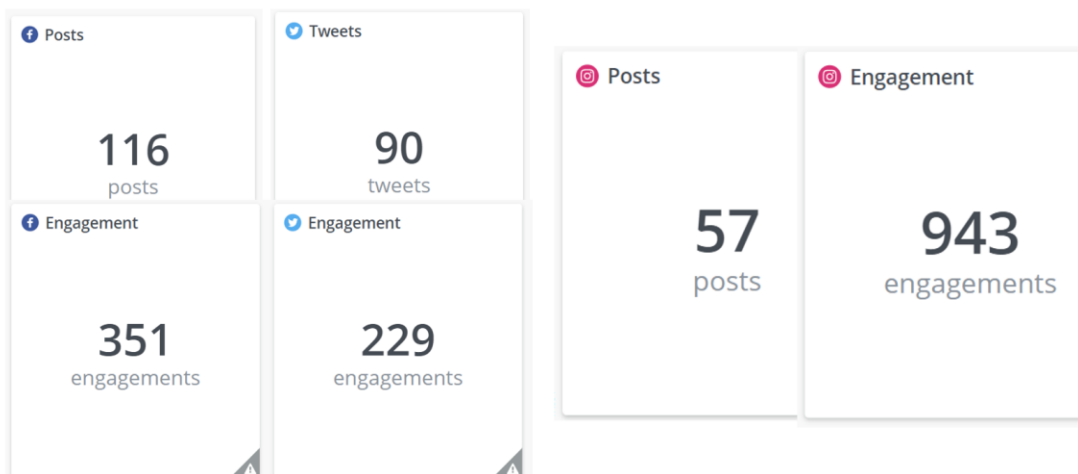 Posts
116
posts
Tweets
90
tweets
Engagement
351
engagements
Engagement
229
engagements
Posts
57
posts
Engagement
943
engagements